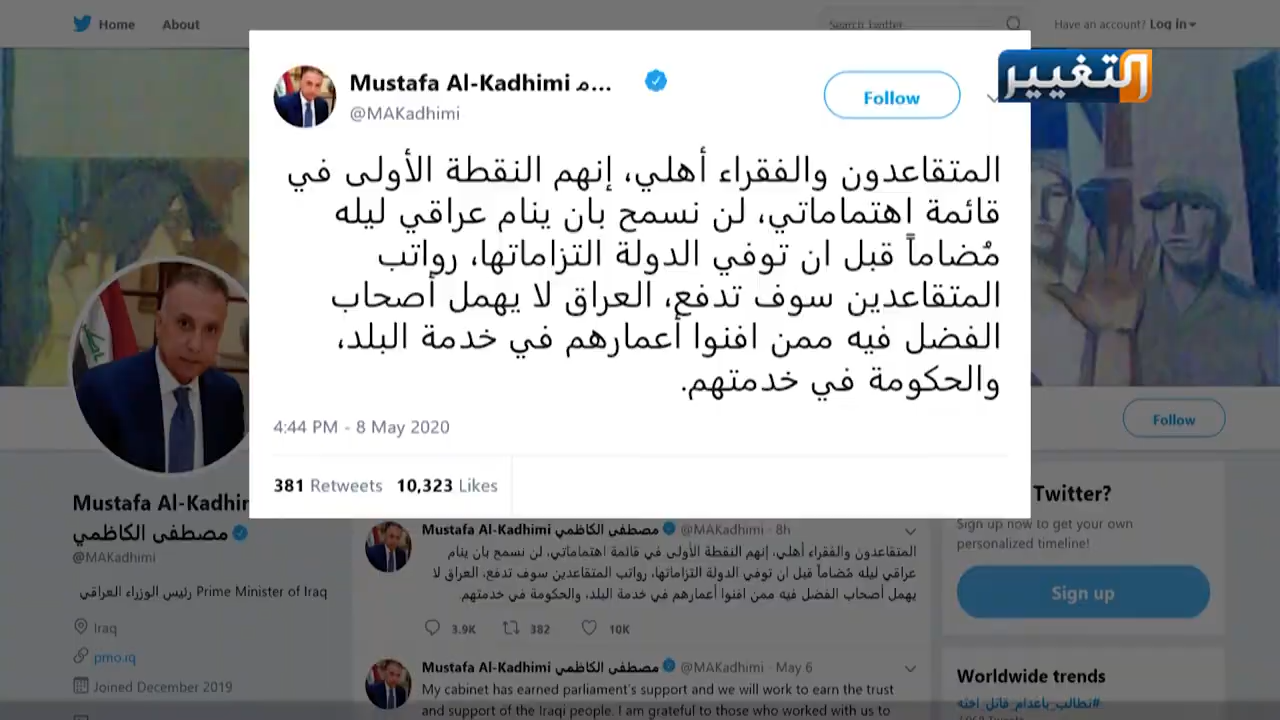 Home
About
Search Twitter
Have an account? Log in
التغيير
Mustafa Al-Kadhimi م...
@MAKadhimi
Follow
المتقاعدون والفقراء أهلي، إنهم النقطة الأولى في
قائمة اهتماماتي، لن نسمح بان ينام عراقي ليله
مُضاماً قبل ان توفي الدولة التزاماتها، رواتب
المتقاعدين سوف تدفع، العراق لا يهمل أصحاب
الفضل فيه ممن افنوا أعمارهم في خدمة البلد،
والحكومة في خدمتهم.
4:44 PM - 8 May 2020
381 Retweets 10,323 Likes
Follow
Mustafa Al-Kadhi
مصطفى الكاظمي
@MAKadhimi
Prime Minister of Iraq رئيس الوزراء العراقي
Iraq
pmo.iq
Joined December 2019
Mustafa Al-Kadhimi مصطفى الكاظمي @MAKadhimi · 8h
المتقاعدون والفقراء أهلي، إنهم النقطة الأولى في قائمة اهتماماتي، لن نسمح بان ينام
عراقي ليله مُضاماً قبل ان توفي الدولة التزاماتها، رواتب المتقاعدين سوف تدفع، العراق لا
يهمل أصحاب الفضل فيه ممن افنوا أعمارهم في خدمة البلد، والحكومة في خدمتهم.
3.9K 382 10K
Mustafa Al-Kadhimi مصطفى الكاظمي @MAKadhimi · May 6
My cabinet has earned parliament's support and we will work to earn the trust
and support of the Iraqi people. I am grateful to those who worked with us to
Twitter?
Sign up now to get your own
personalized timeline!
Sign up
Worldwide trends
#نطالب_باعدام_قاتل_اخته